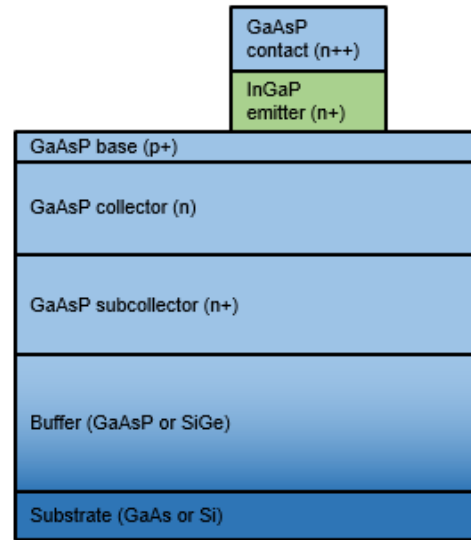 GaAsP
contact (n++)
InGaP
emitter (n+)
GaAsP base (p+)
GaAsP collector (n)
GaAsP subcollector (n+)
Buffer (GaAsP or SiGe)
Substrate (GaAs or Si)